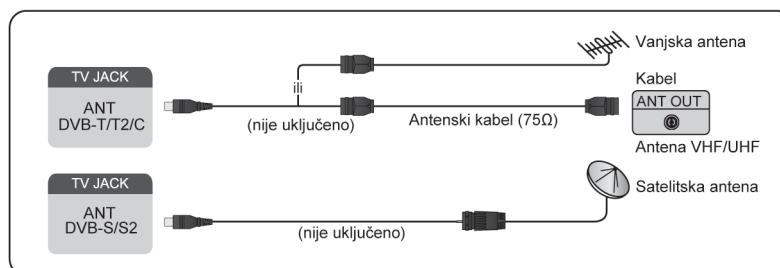 Vanjska antena
TV JACK
ANT
DVB-T/T2/C
ili
(nije uključeno)
Antenski kabel (75Ω)
Kabel
ANT OUT
Antena VHF/UHF
TV JACK
ANT
DVB-S/S2
(nije uključeno)
Satelitska antena